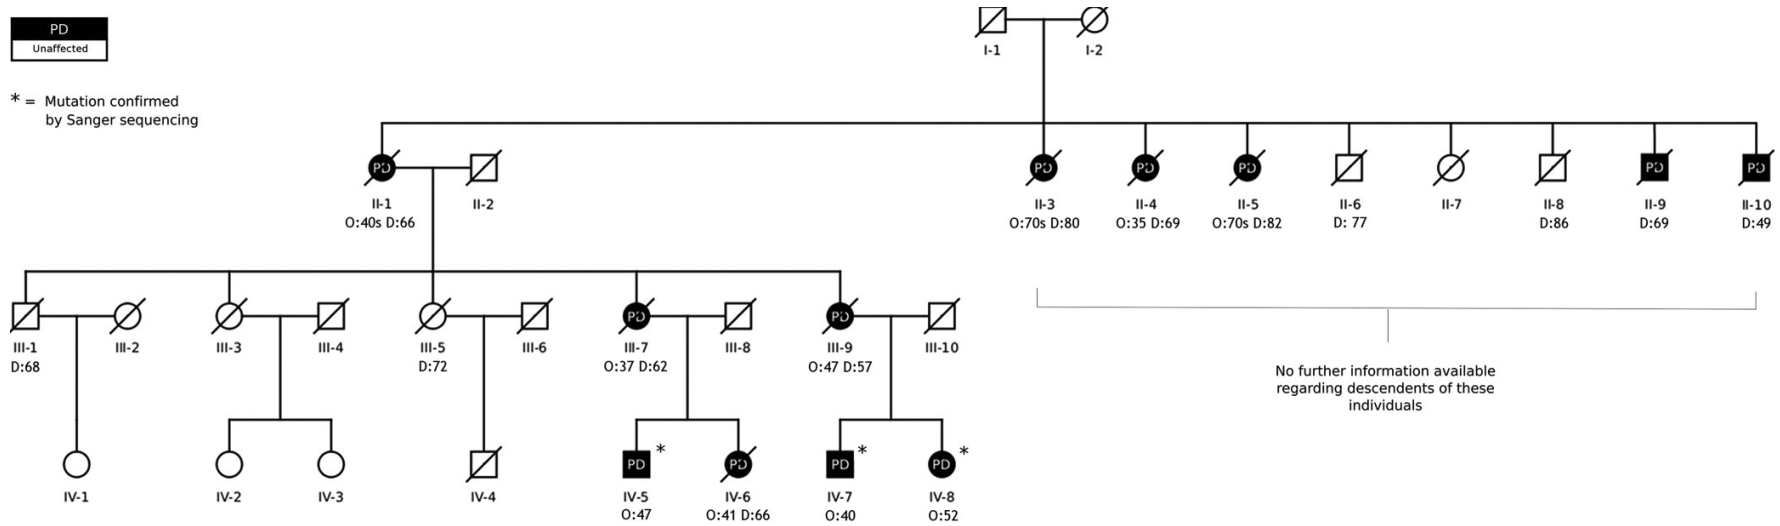 PD
Unaffected
* = Mutation confirmed
by Sanger sequencing
I-1 I-2
PD PD PD PD PD PD
II-1 II-2 II-3 II-4 II-5 II-6 II-7 II-8 II-9 II-10
O:40s D:66 O:70s D:80 O:35 D:69 O:70s D:82 D: 77 D:86 D:69 D:49
PD PD
III-1 III-2 III-3 III-4 III-5 III-6 III-7 III-8 III-9 III-10
D:68 D:72 O:37 D:62 O:47 D:57
No further information available
regarding descendents of these
individuals
* * *
PD PD PD PD
IV-1 IV-2 IV-3 IV-4 IV-5 IV-6 IV-7 IV-8
O:47 O:41 D:66 O:40 O:52